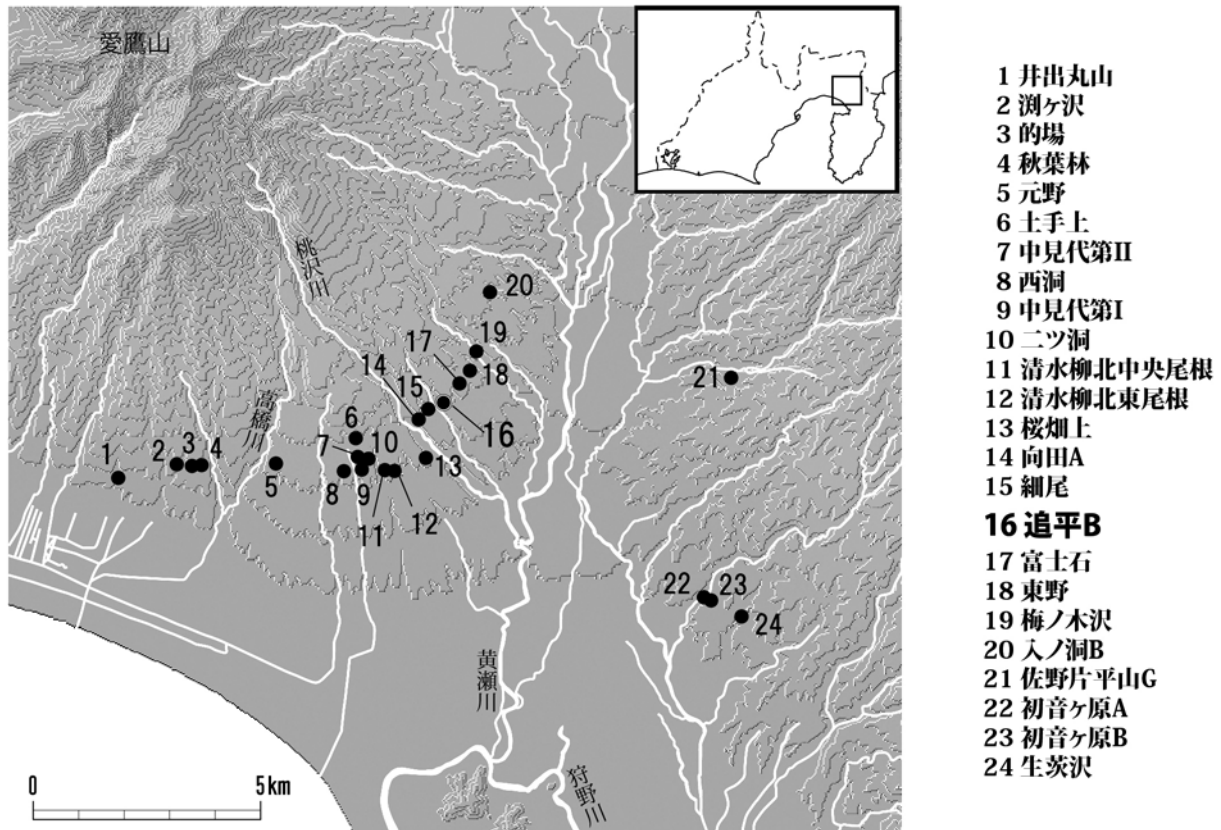 愛鷹山
桃沢川
高橋川
黄瀬川
狩野川
1
2
3
4
5
6
7
8
9
10
11
12
13
14
15
16
17
18
19
20
21
22
23
24
0
5km
1 井出丸山
2 渕ヶ沢
3 的場
4 秋葉林
5 元野
6 土手上
7 中見代第II
8 西洞
9 中見代第I
10 二ツ洞
11 清水柳北中央尾根
12 清水柳北東尾根
13 桜畑上
14 向田A
15 細尾
16 追平B
17 富士石
18 東野
19 梅ノ木沢
20 入ノ洞B
21 佐野片平山G
22 初音ヶ原A
23 初音ヶ原B
24 生茨沢